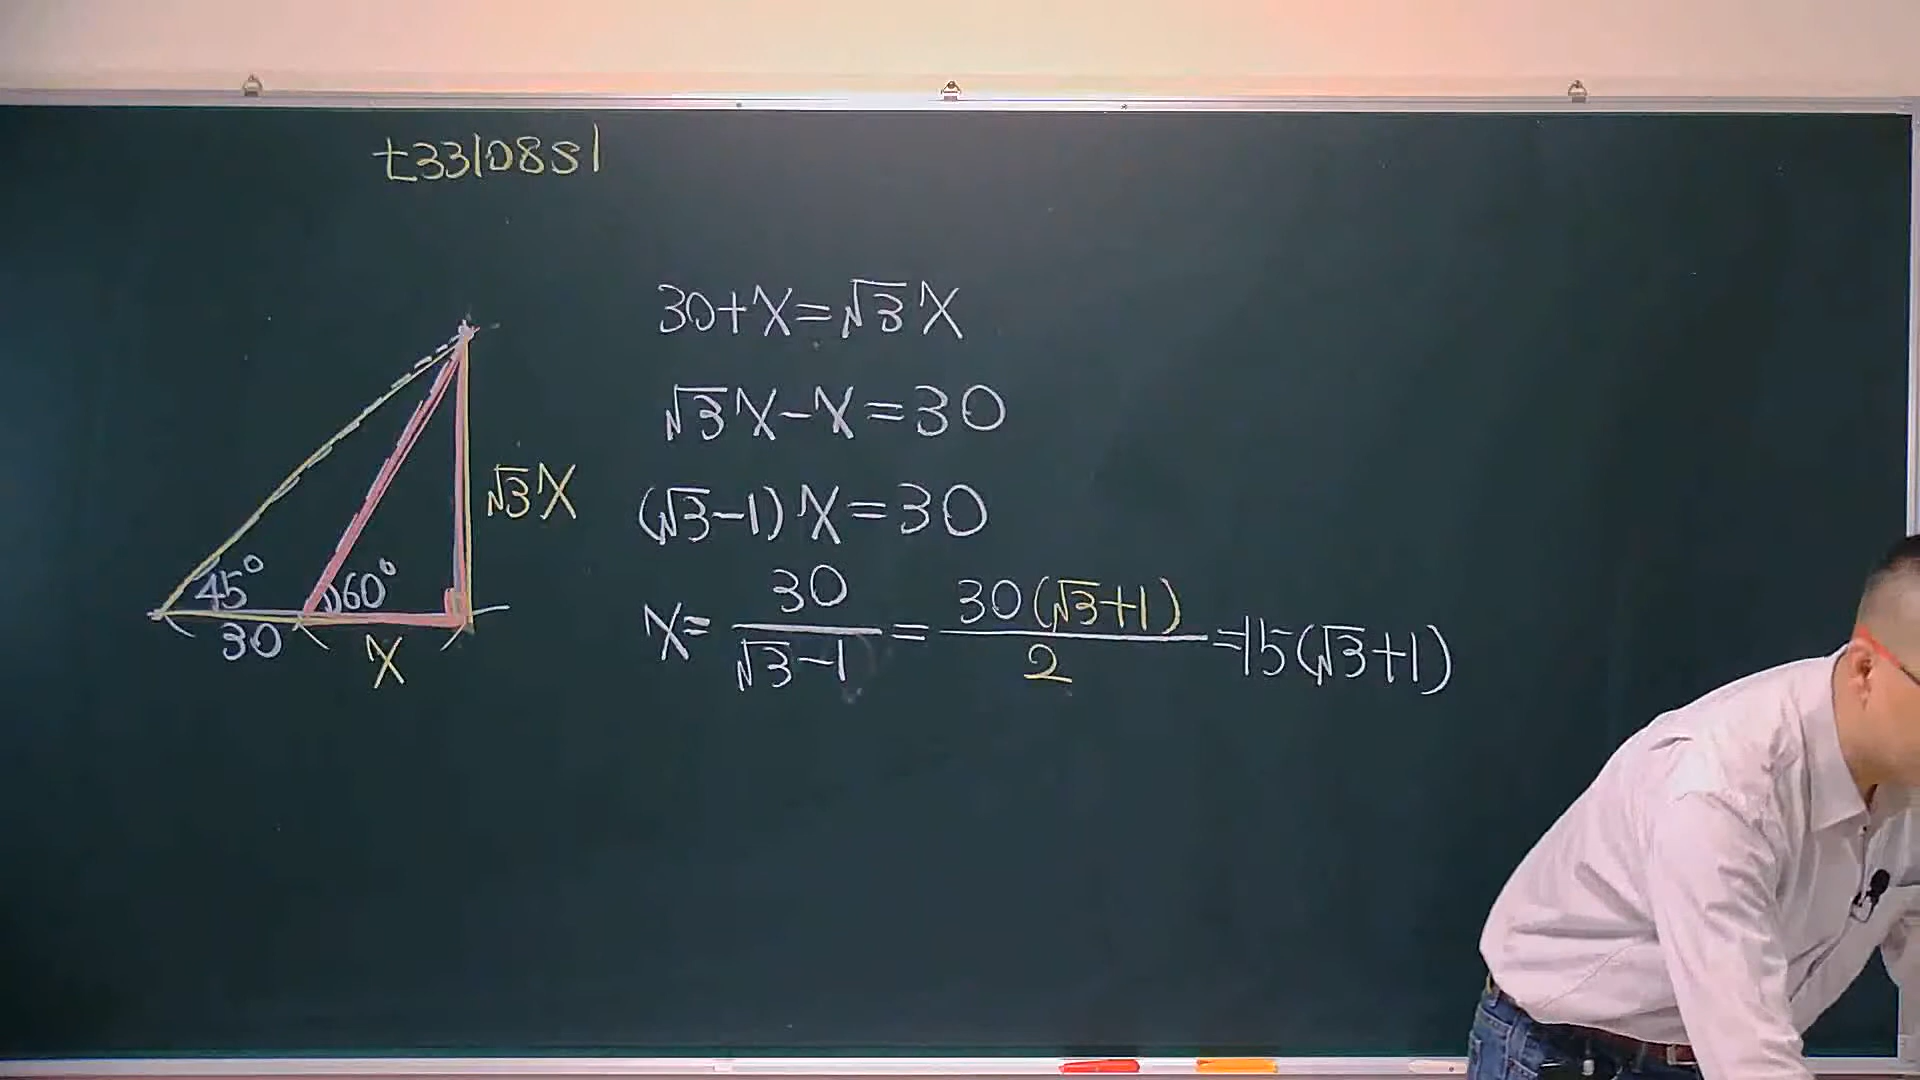 t33108s1
30+x=√3x
√3x-x=30
(√3-1)x=30
x=30/(√3-1)=30(√3+1)/2=15(√3+1)
√3x
45°
60°
30
x